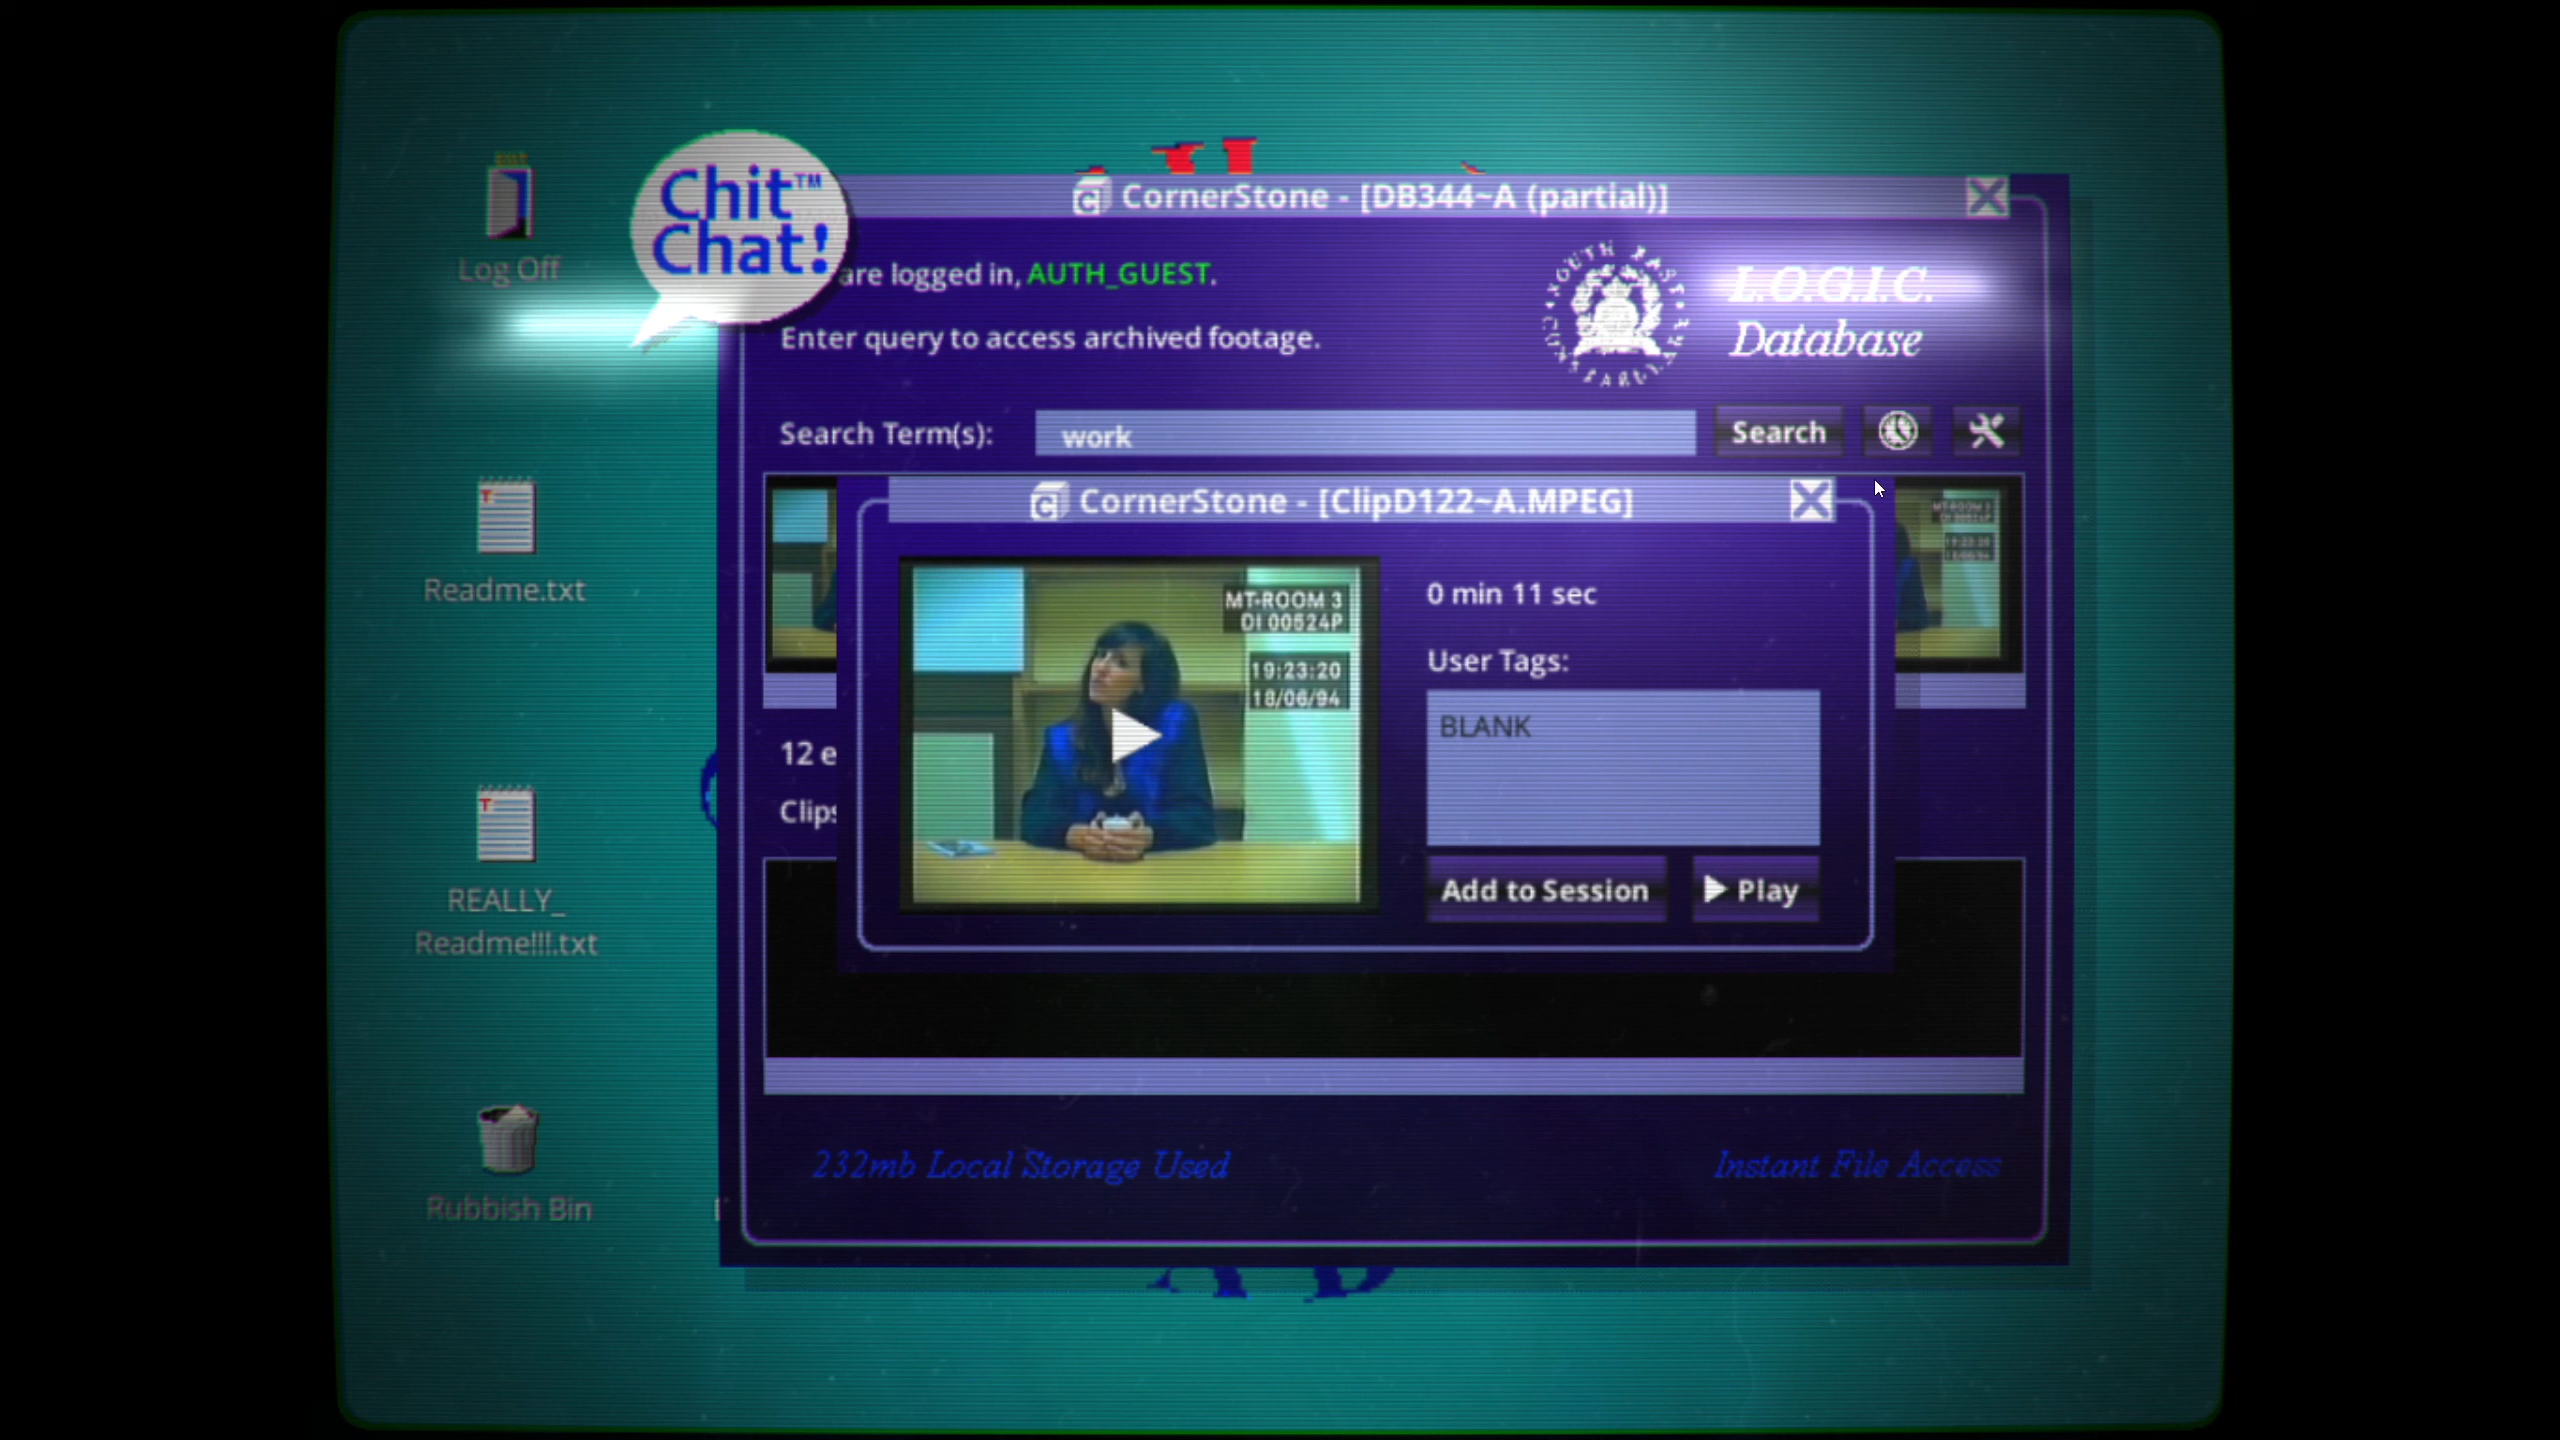 Log Off
Readme.txt
REALLY_
Readme!!!.txt
Rubbish Bin
Chit™
Chat!
CornerStone - [DB344~A (partial)]
are logged in, AUTH_GUEST.
Enter query to access archived footage.
L.O.G.I.C.
Database
Search Term(s):
work
Search
CornerStone - [ClipD122~A.MPEG]
MT-ROOM 3
DI 00524P
19:23:20
18/06/94
0 min 11 sec
User Tags:
BLANK
Add to Session
Play
12 e
Clips
232mb Local Storage Used
Instant File Access